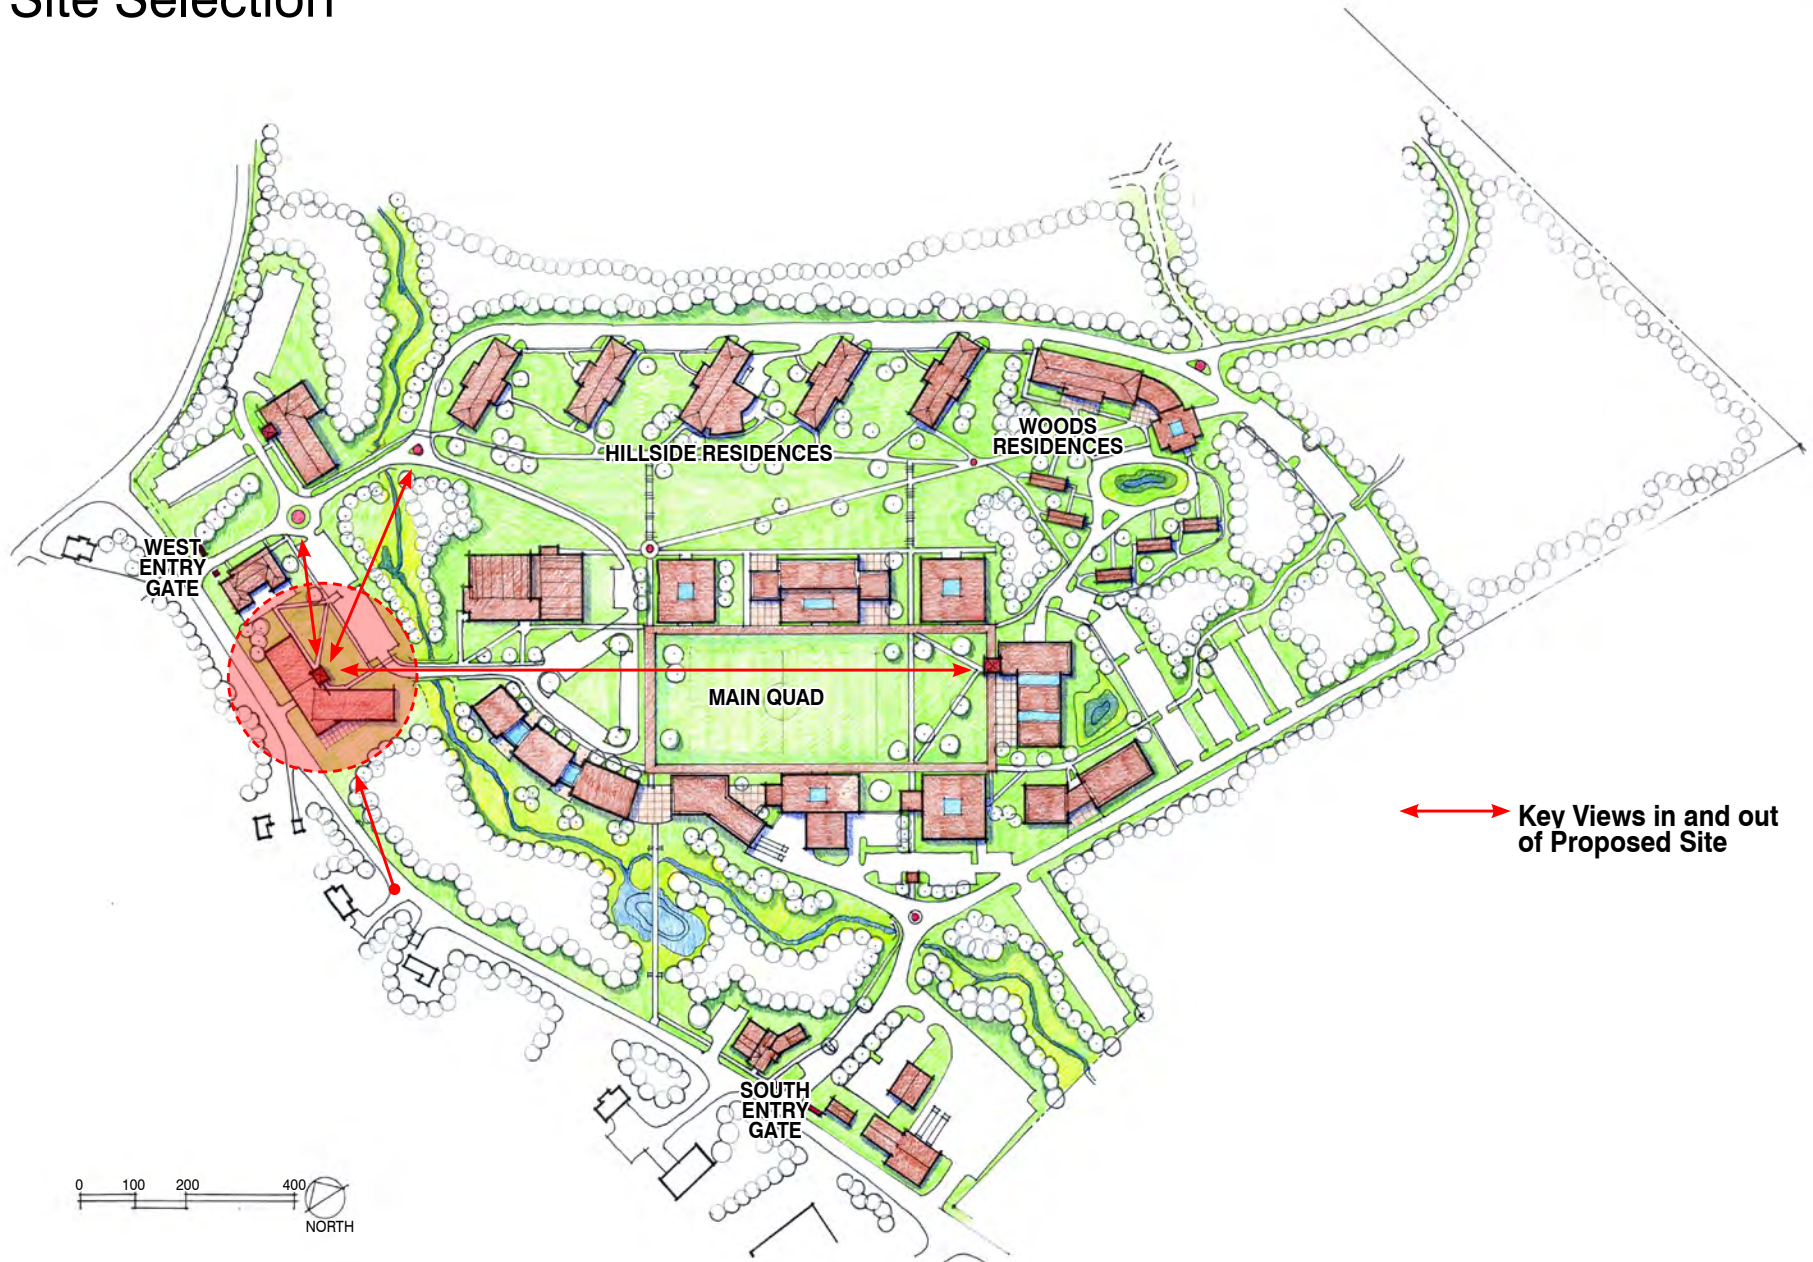 Site Selection
HILLSIDE RESIDENCES
WOODS
RESIDENCES
WEST
ENTRY
GATE
MAIN QUAD
Key Views in and out
of Proposed Site
SOUTH
ENTRY
GATE
0 100 200 400
NORTH